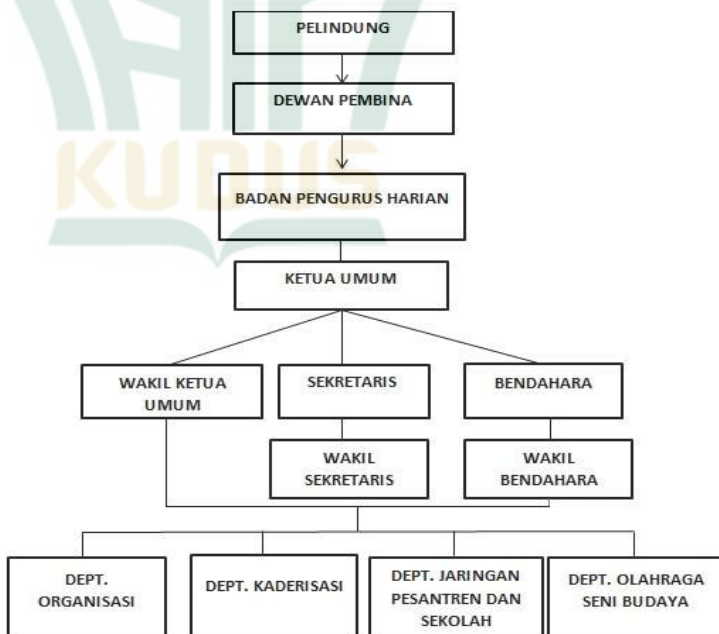 PELINDUNG
DEWAN PEMBINA
KUDUS
BADAN PENGURUS HARIAN
KETUA UMUM
WAKIL KETUA
UMUM
SEKRETARIS
BENDAHARA
WAKIL
SEKRETARIS
WAKIL
BENDAHARA
DEPT.
ORGANISASI
DEPT. KADERISASI
DEPT. JARINGAN
PESANTREN DAN
SEKOLAH
DEPT. OLAHRAGA
SENI BUDAYA